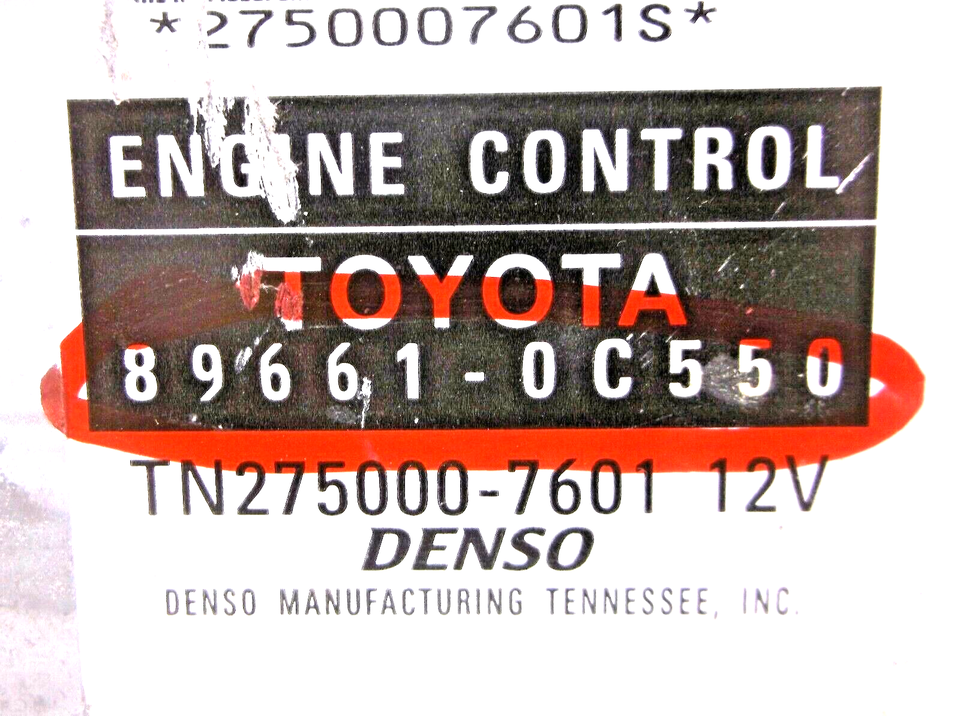 *2750007601S*
ENGINE CONTROL
TOYOTA
89661-0C550
TN275000-7601 12V
DENSO
DENSO MANUFACTURING TENNESSEE, INC.